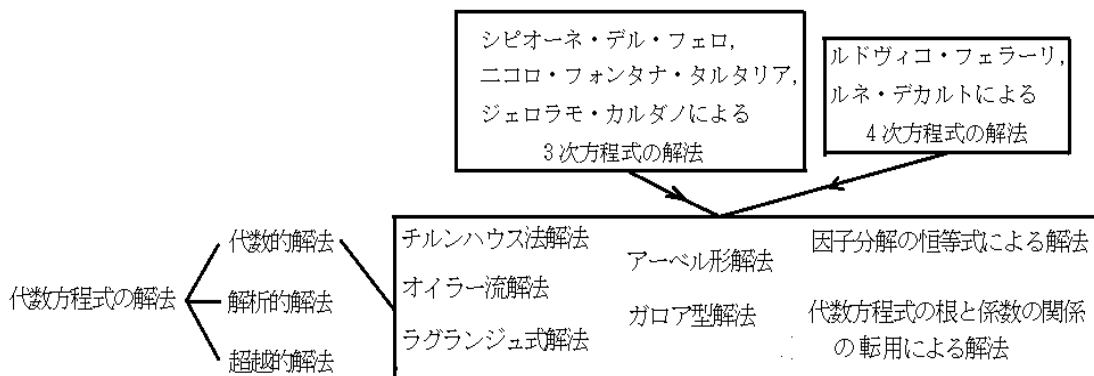 シピオーネ・デル・フェロ,
ニコロ・フォンタナ・タルタリア,
ジェロラモ・カルダノによる
3次方程式の解法
ルドヴィコ・フェラーリ,
ルネ・デカルトによる
4次方程式の解法
代数方程式の解法
代数的解法
解析的解法
超越的解法
チルンハウス法解法
オイラー流解法
ラグランジュ式解法
アーベル形解法
ガロア型解法
因子分解の恒等式による解法
代数方程式の根と係数の関係
の転用による解法